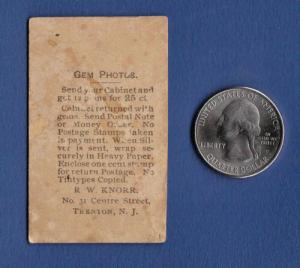 GEM PHOTOS.
Send your Cabinet and
get 12 gems for 25 ct.
Cabinet returned with
gems. Send Postal Note
or Money Order. No
Postage Stamps taken
in payment. When Sil-
ver is sent, wrap se-
curely in Heavy Paper.
Enclose one cent stamp
for return Postage. No
Tintypes Copied.
R. W. KNORR.
No. 31 Centre Street,
TRENTON, N. J.
UNITED STATES OF AMERICA
LIBERTY
IN GOD WE TRUST
QUARTER DOLLAR